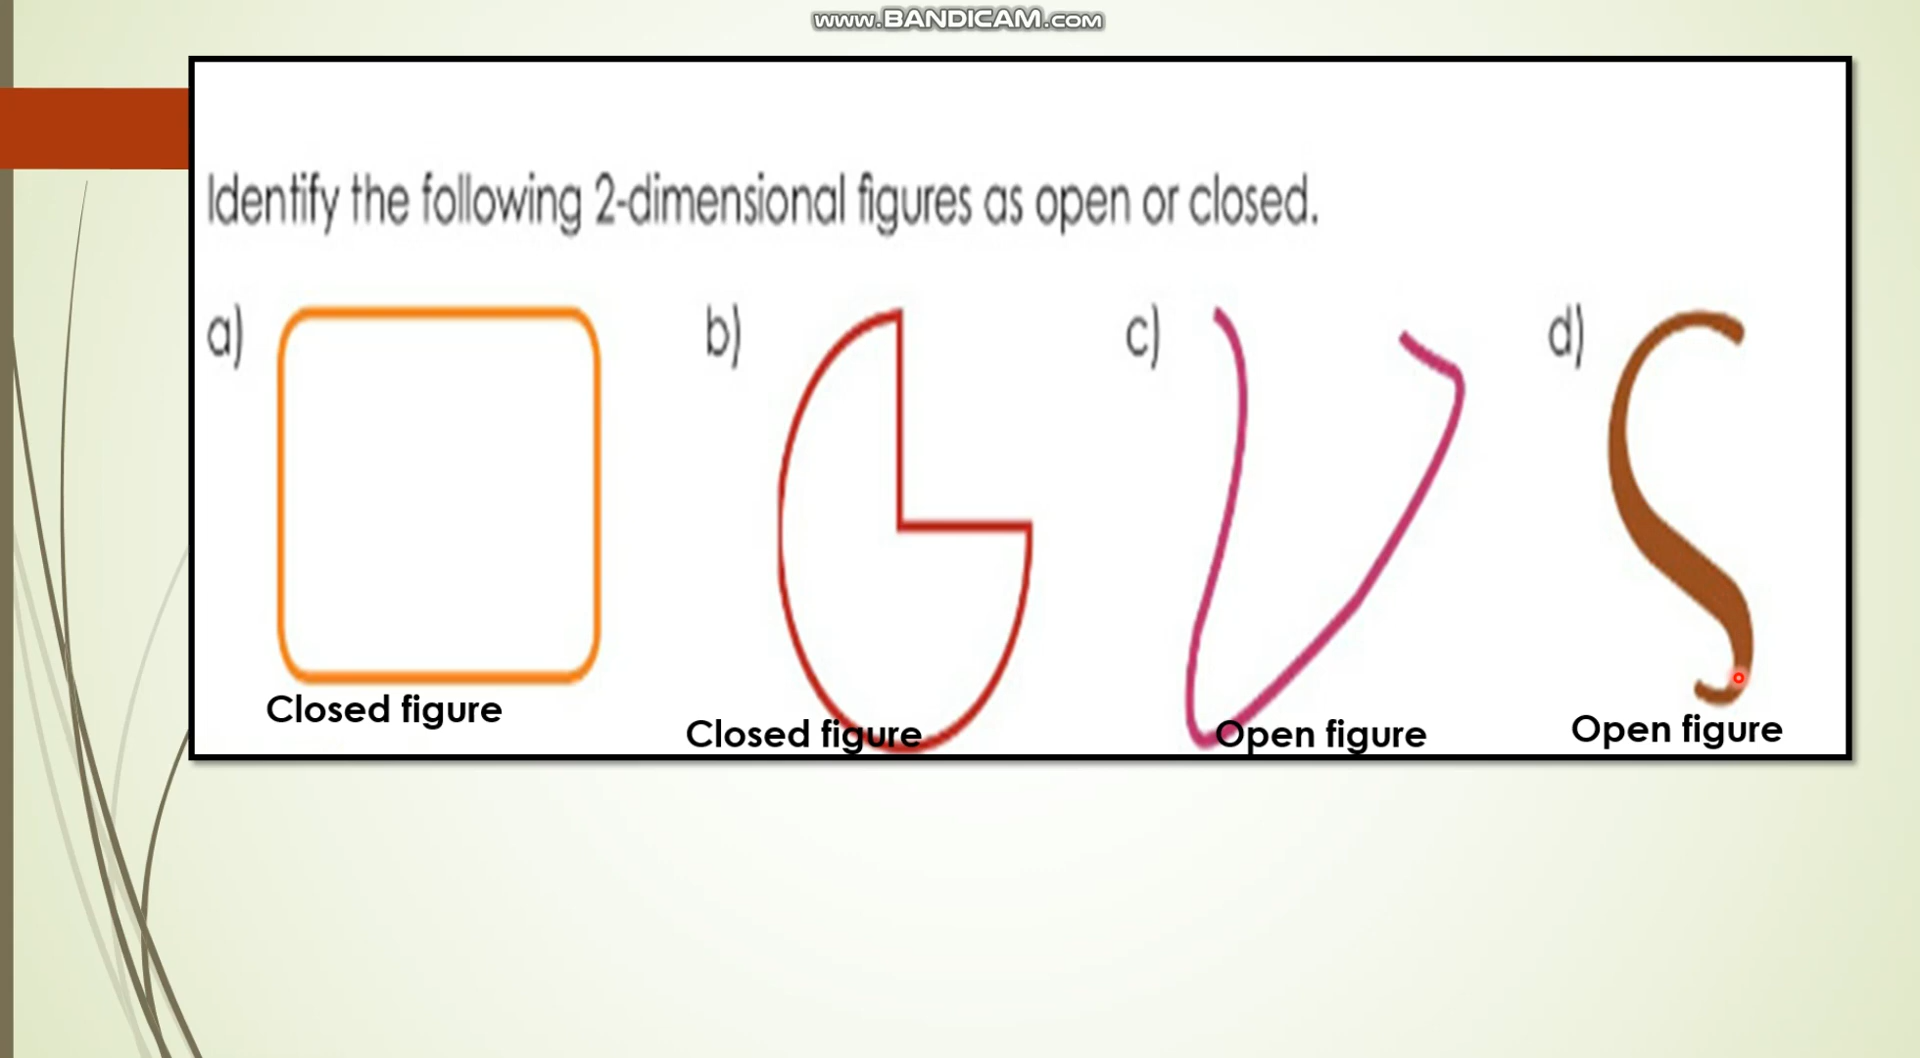 www.BANDICAM.com
Identify the following 2-dimensional figures as open or closed.
a) b) c) d)
Closed figure
Closed figure
Open figure
Open figure